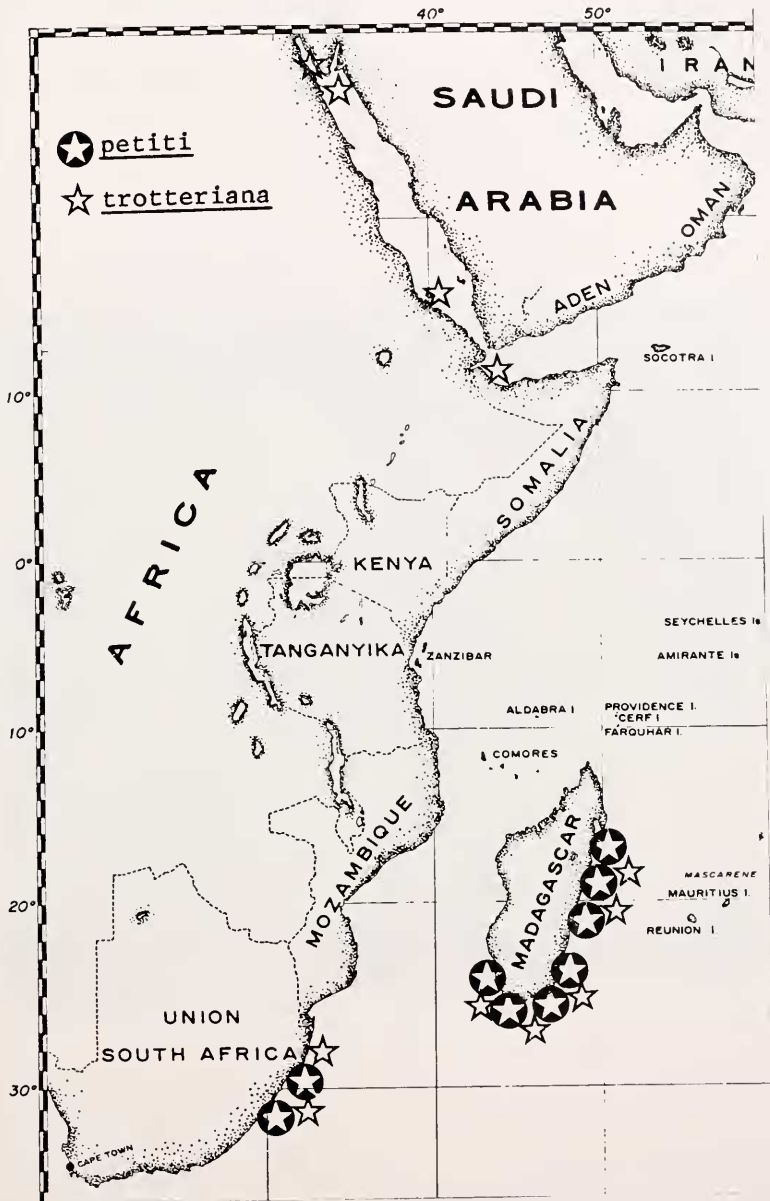 40°
50°
IRAN
SAUDI
petiti
trotteriana
ARABIA
OMAN
ADEN
SOCOTRA I
10°
SOMALIA
AFRICA
0°
KENYA
SEYCHELLES Is
TANGANYIKA
ZANZIBAR
AMIRANTE Is
ALDABRA I
PROVIDENCE I.
CERF I
FARQUHAR I.
10°
COMORES
MOZAMBIQUE
MADAGASCAR
MASCARENE
MAURITIUS I.
20°
REUNION I
UNION
SOUTH AFRICA
30°
CAPE TOWN